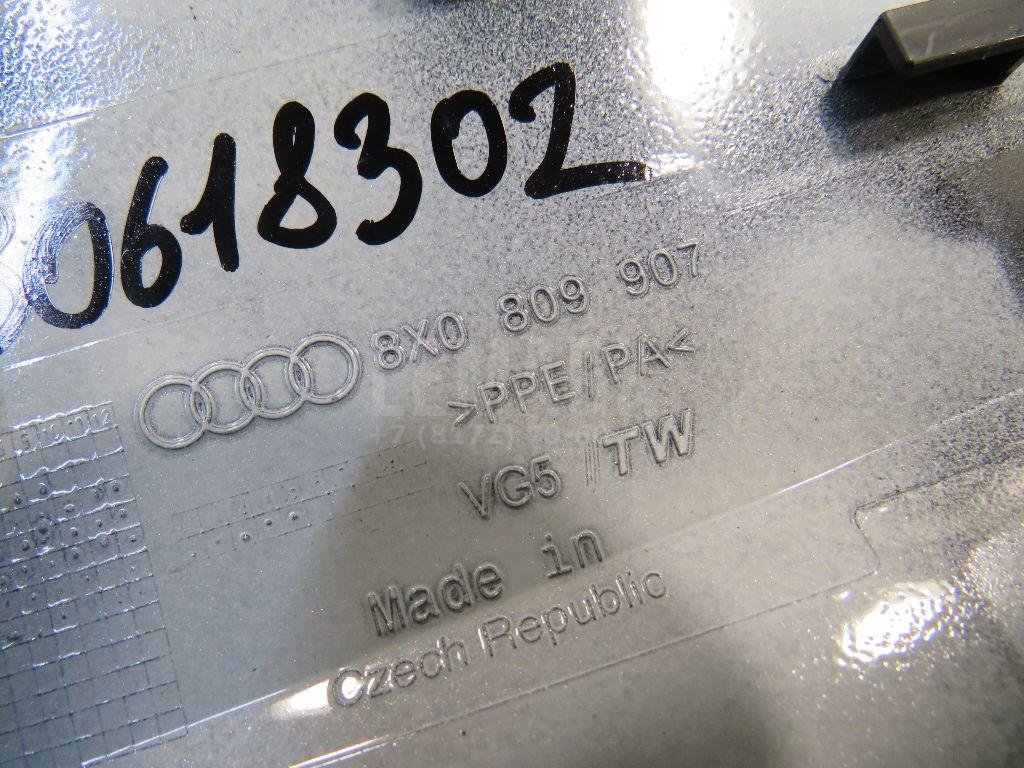 0618302
8X0 809 907
>PPE/PA<
VG5 TW
Made in
Czech Republic